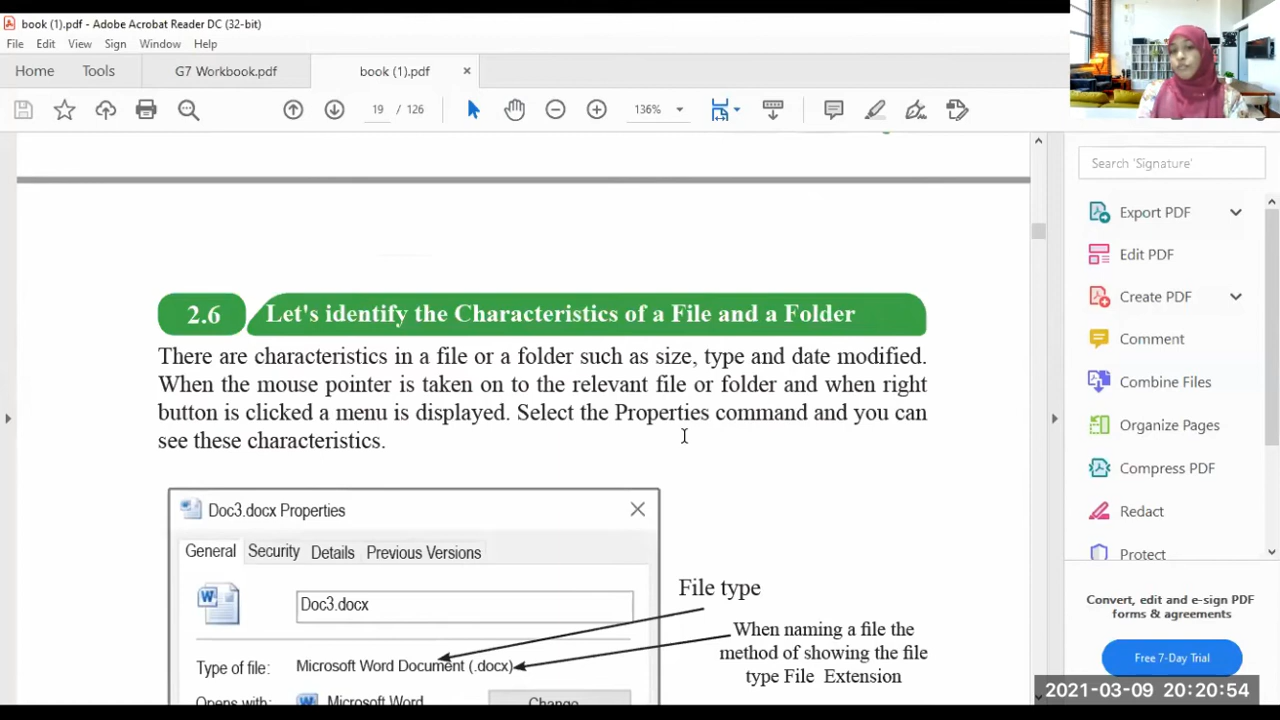 book (1).pdf - Adobe Acrobat Reader DC (32-bit)
File Edit View Sign Window Help
Home Tools G7 Workbook.pdf book (1).pdf ×
19 / 126 136%
Search 'Signature'
Export PDF
Edit PDF
Create PDF
Comment
Combine Files
Organize Pages
Compress PDF
Redact
Protect
Convert, edit and e-sign PDF
forms & agreements
Free 7-Day Trial
2.6 Let's identify the Characteristics of a File and a Folder
There are characteristics in a file or a folder such as size, type and date modified.
When the mouse pointer is taken on to the relevant file or folder and when right
button is clicked a menu is displayed. Select the Properties command and you can
see these characteristics.
Doc3.docx Properties
General Security Details Previous Versions
Doc3.docx
Type of file: Microsoft Word Document (.docx)
Opens with: Microsoft Word Change
File type
When naming a file the
method of showing the file
type File Extension
2021-03-09 20:20:54